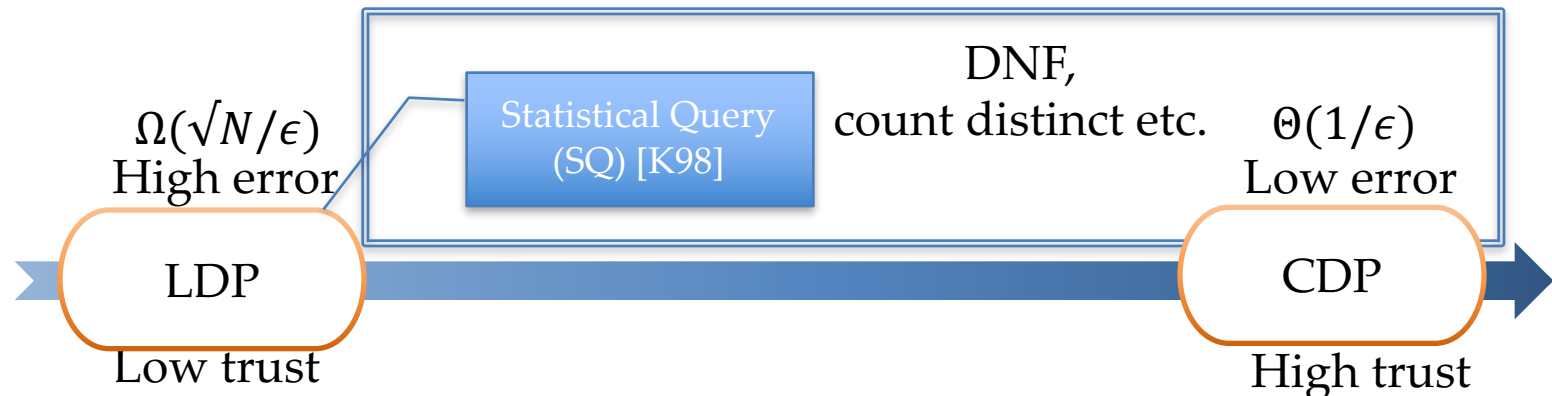 Ω(√N/ϵ)
High error
Statistical Query
(SQ) [K98]
DNF,
count distinct etc.
Θ(1/ϵ)
Low error
LDP
CDP
Low trust
High trust